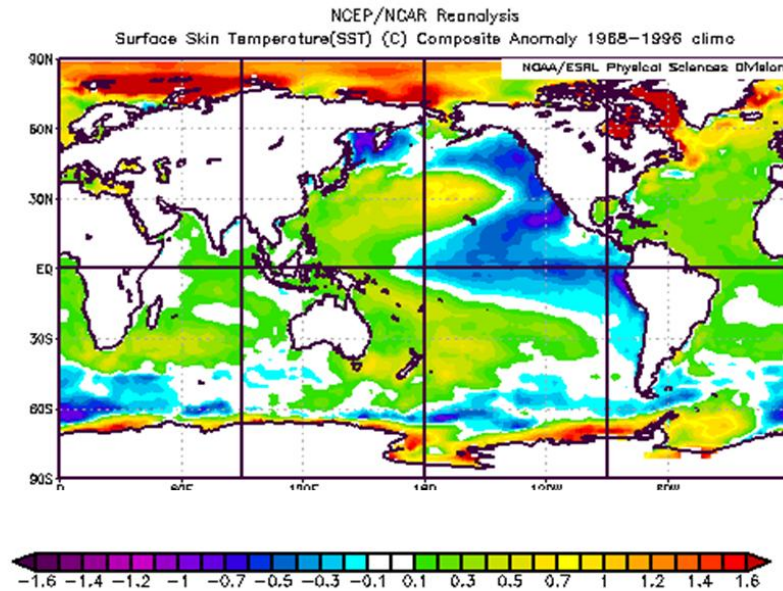 NCEP/NCAR Reanalysis
Surface Skin Temperature(SST) (C) Composite Anomaly 1968-1996 climo
NOAA/ESRL Physical Sciences Division
90N
60N
30N
EQ
30S
60S
90S
-1.6 -1.4 -1.2 -1 -0.7 -0.5 -0.3 -0.1 0.1 0.3 0.5 0.7 1 1.2 1.4 1.6